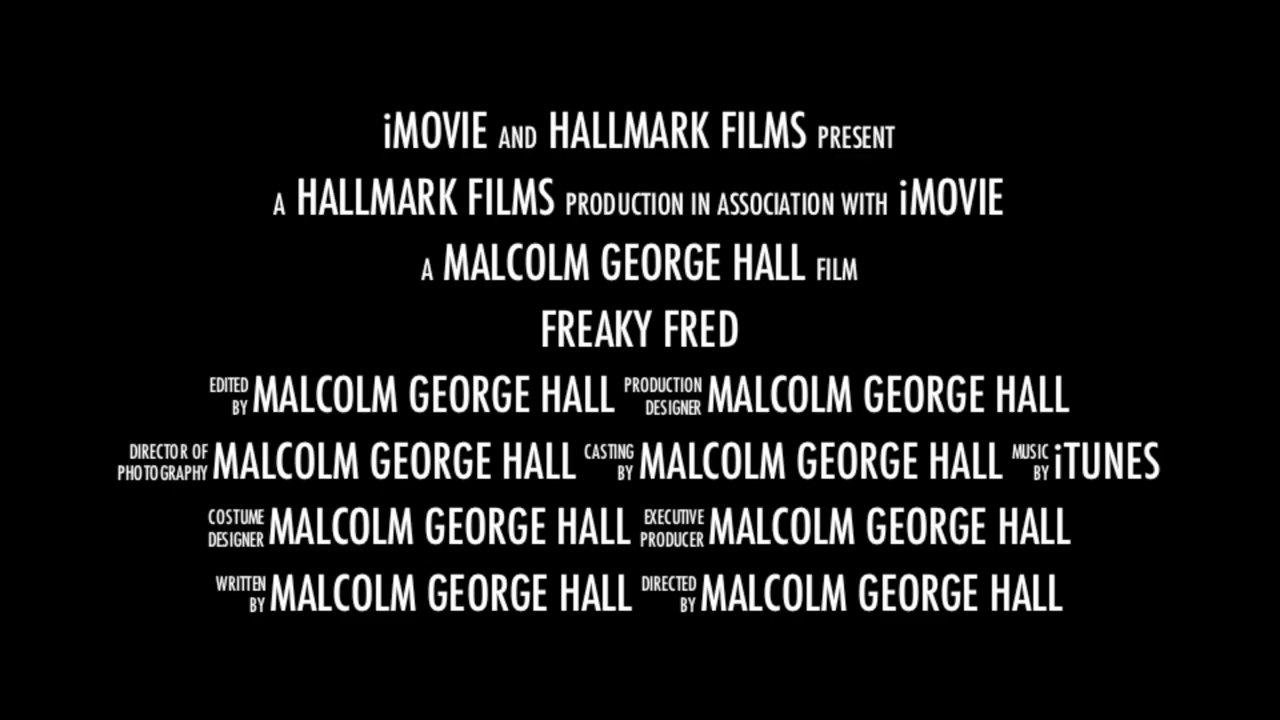 iMOVIE AND HALLMARK FILMS PRESENT
A HALLMARK FILMS PRODUCTION IN ASSOCIATION WITH iMOVIE
A MALCOLM GEORGE HALL FILM
FREAKY FRED
EDITED BY MALCOLM GEORGE HALL PRODUCTION DESIGNER MALCOLM GEORGE HALL
DIRECTOR OF PHOTOGRAPHY MALCOLM GEORGE HALL CASTING BY MALCOLM GEORGE HALL MUSIC BY iTUNES
COSTUME DESIGNER MALCOLM GEORGE HALL EXECUTIVE PRODUCER MALCOLM GEORGE HALL
WRITTEN BY MALCOLM GEORGE HALL DIRECTED BY MALCOLM GEORGE HALL